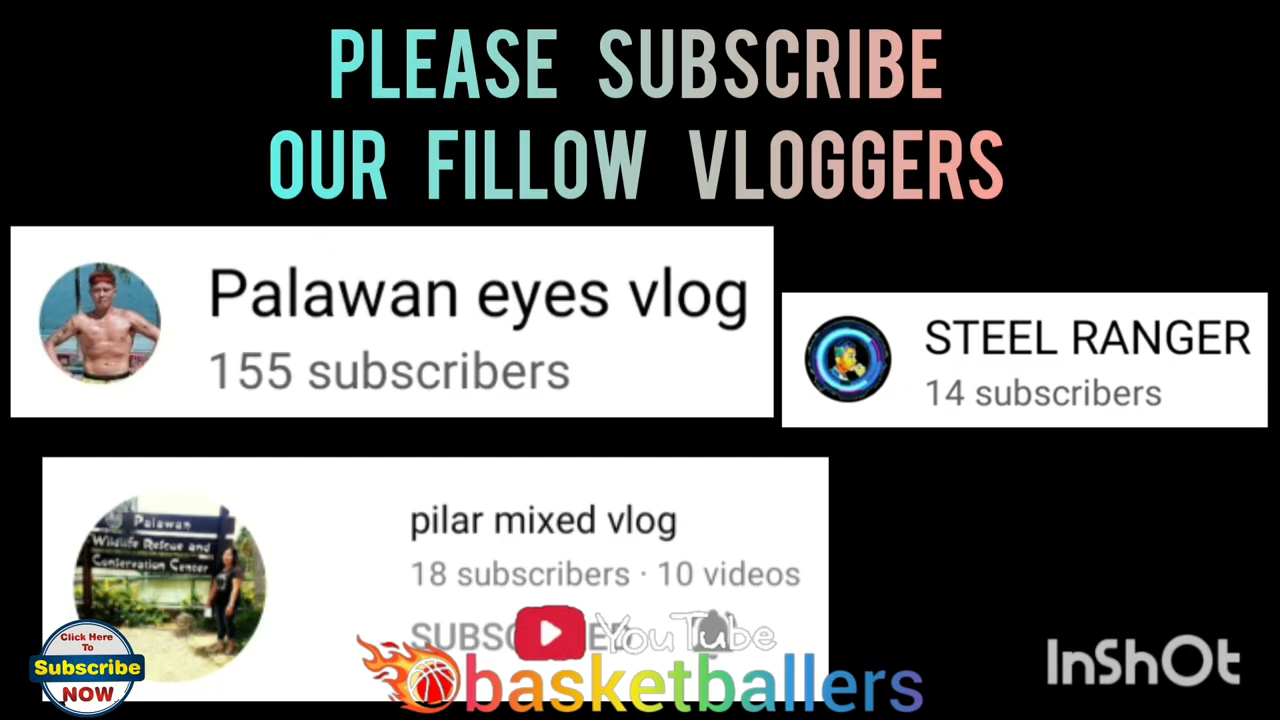 PLEASE SUBSCRIBE
OUR FILLOW VLOGGERS
Palawan eyes vlog
155 subscribers
STEEL RANGER
14 subscribers
pilar mixed vlog
18 subscribers · 10 videos
Palawan
Wildlife Rescue and
Conservation Center
YouTube
basketballers
Click Here
To
Subscribe
NOW
InShOt